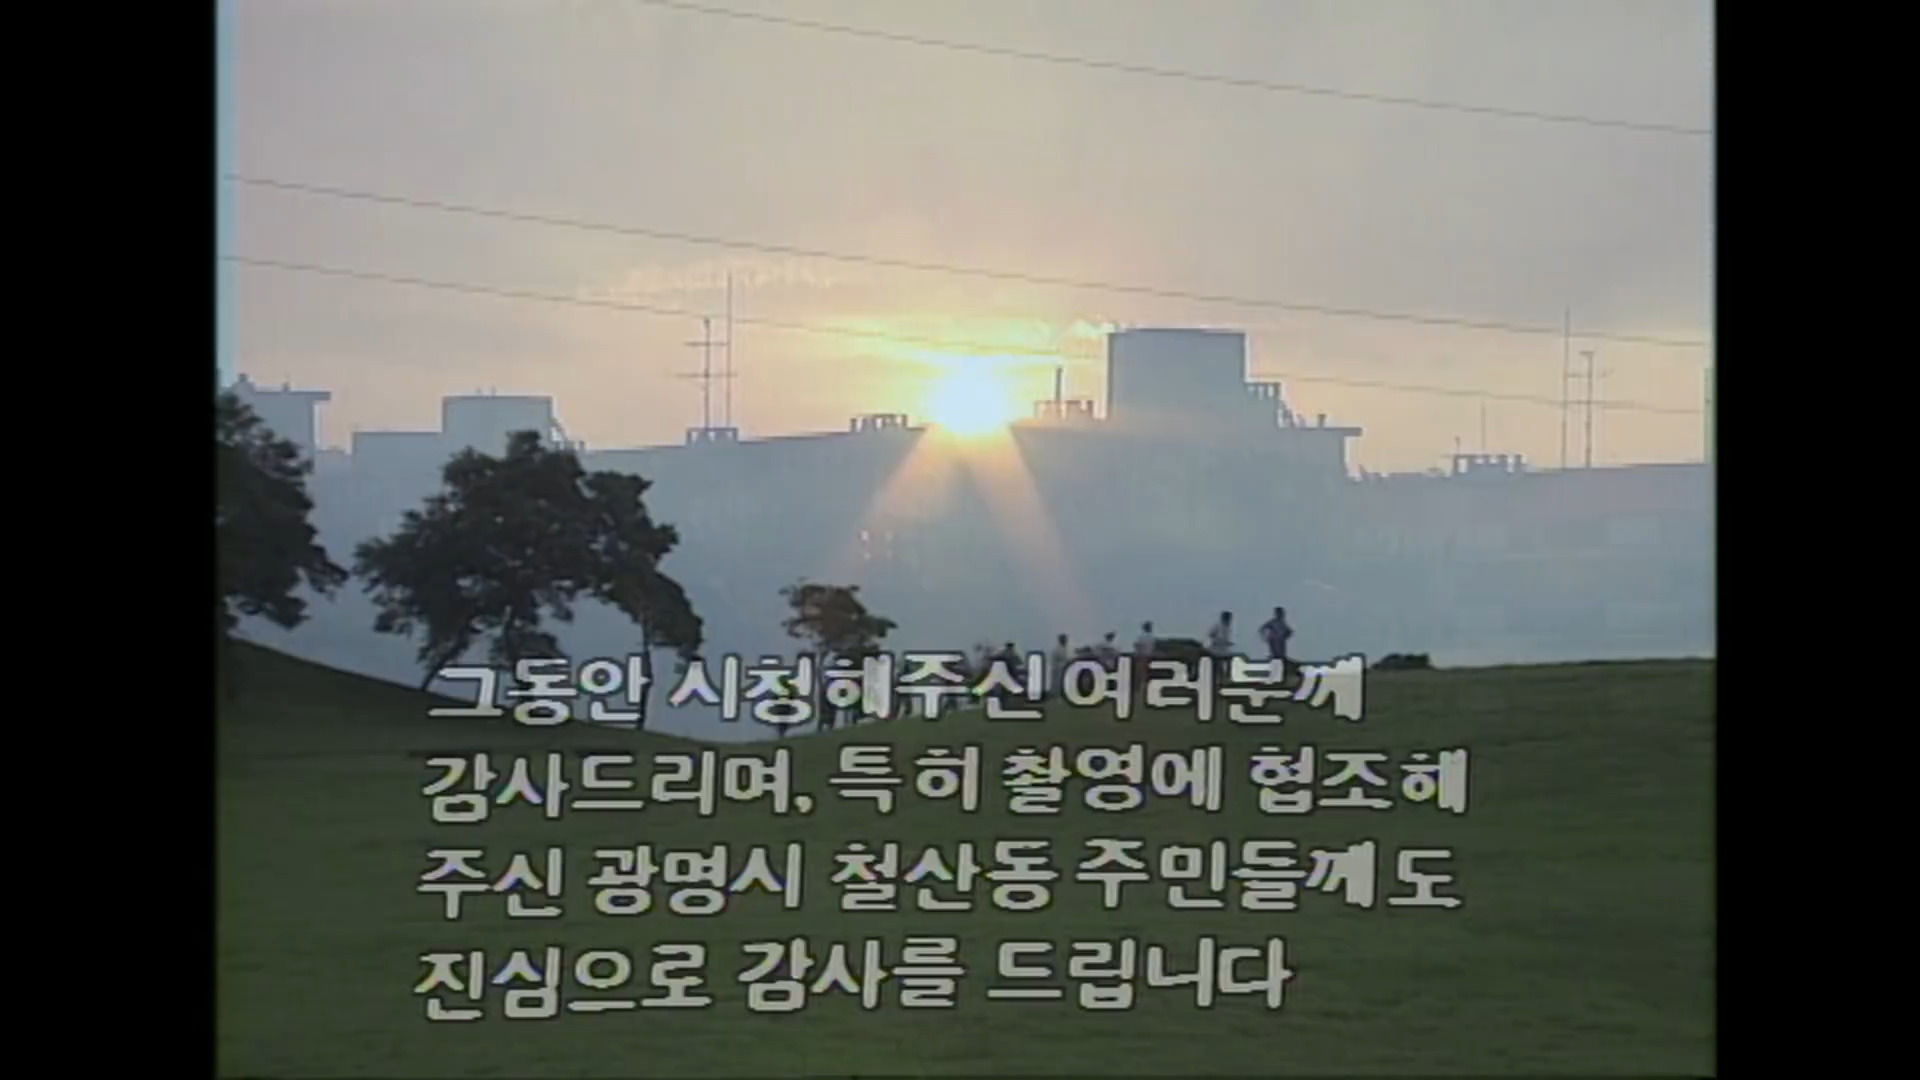 그동안 시청해주신 여러분께
감사드리며, 특히 촬영에 협조해
주신 광명시 철산동 주민들께도
진심으로 감사를 드립니다